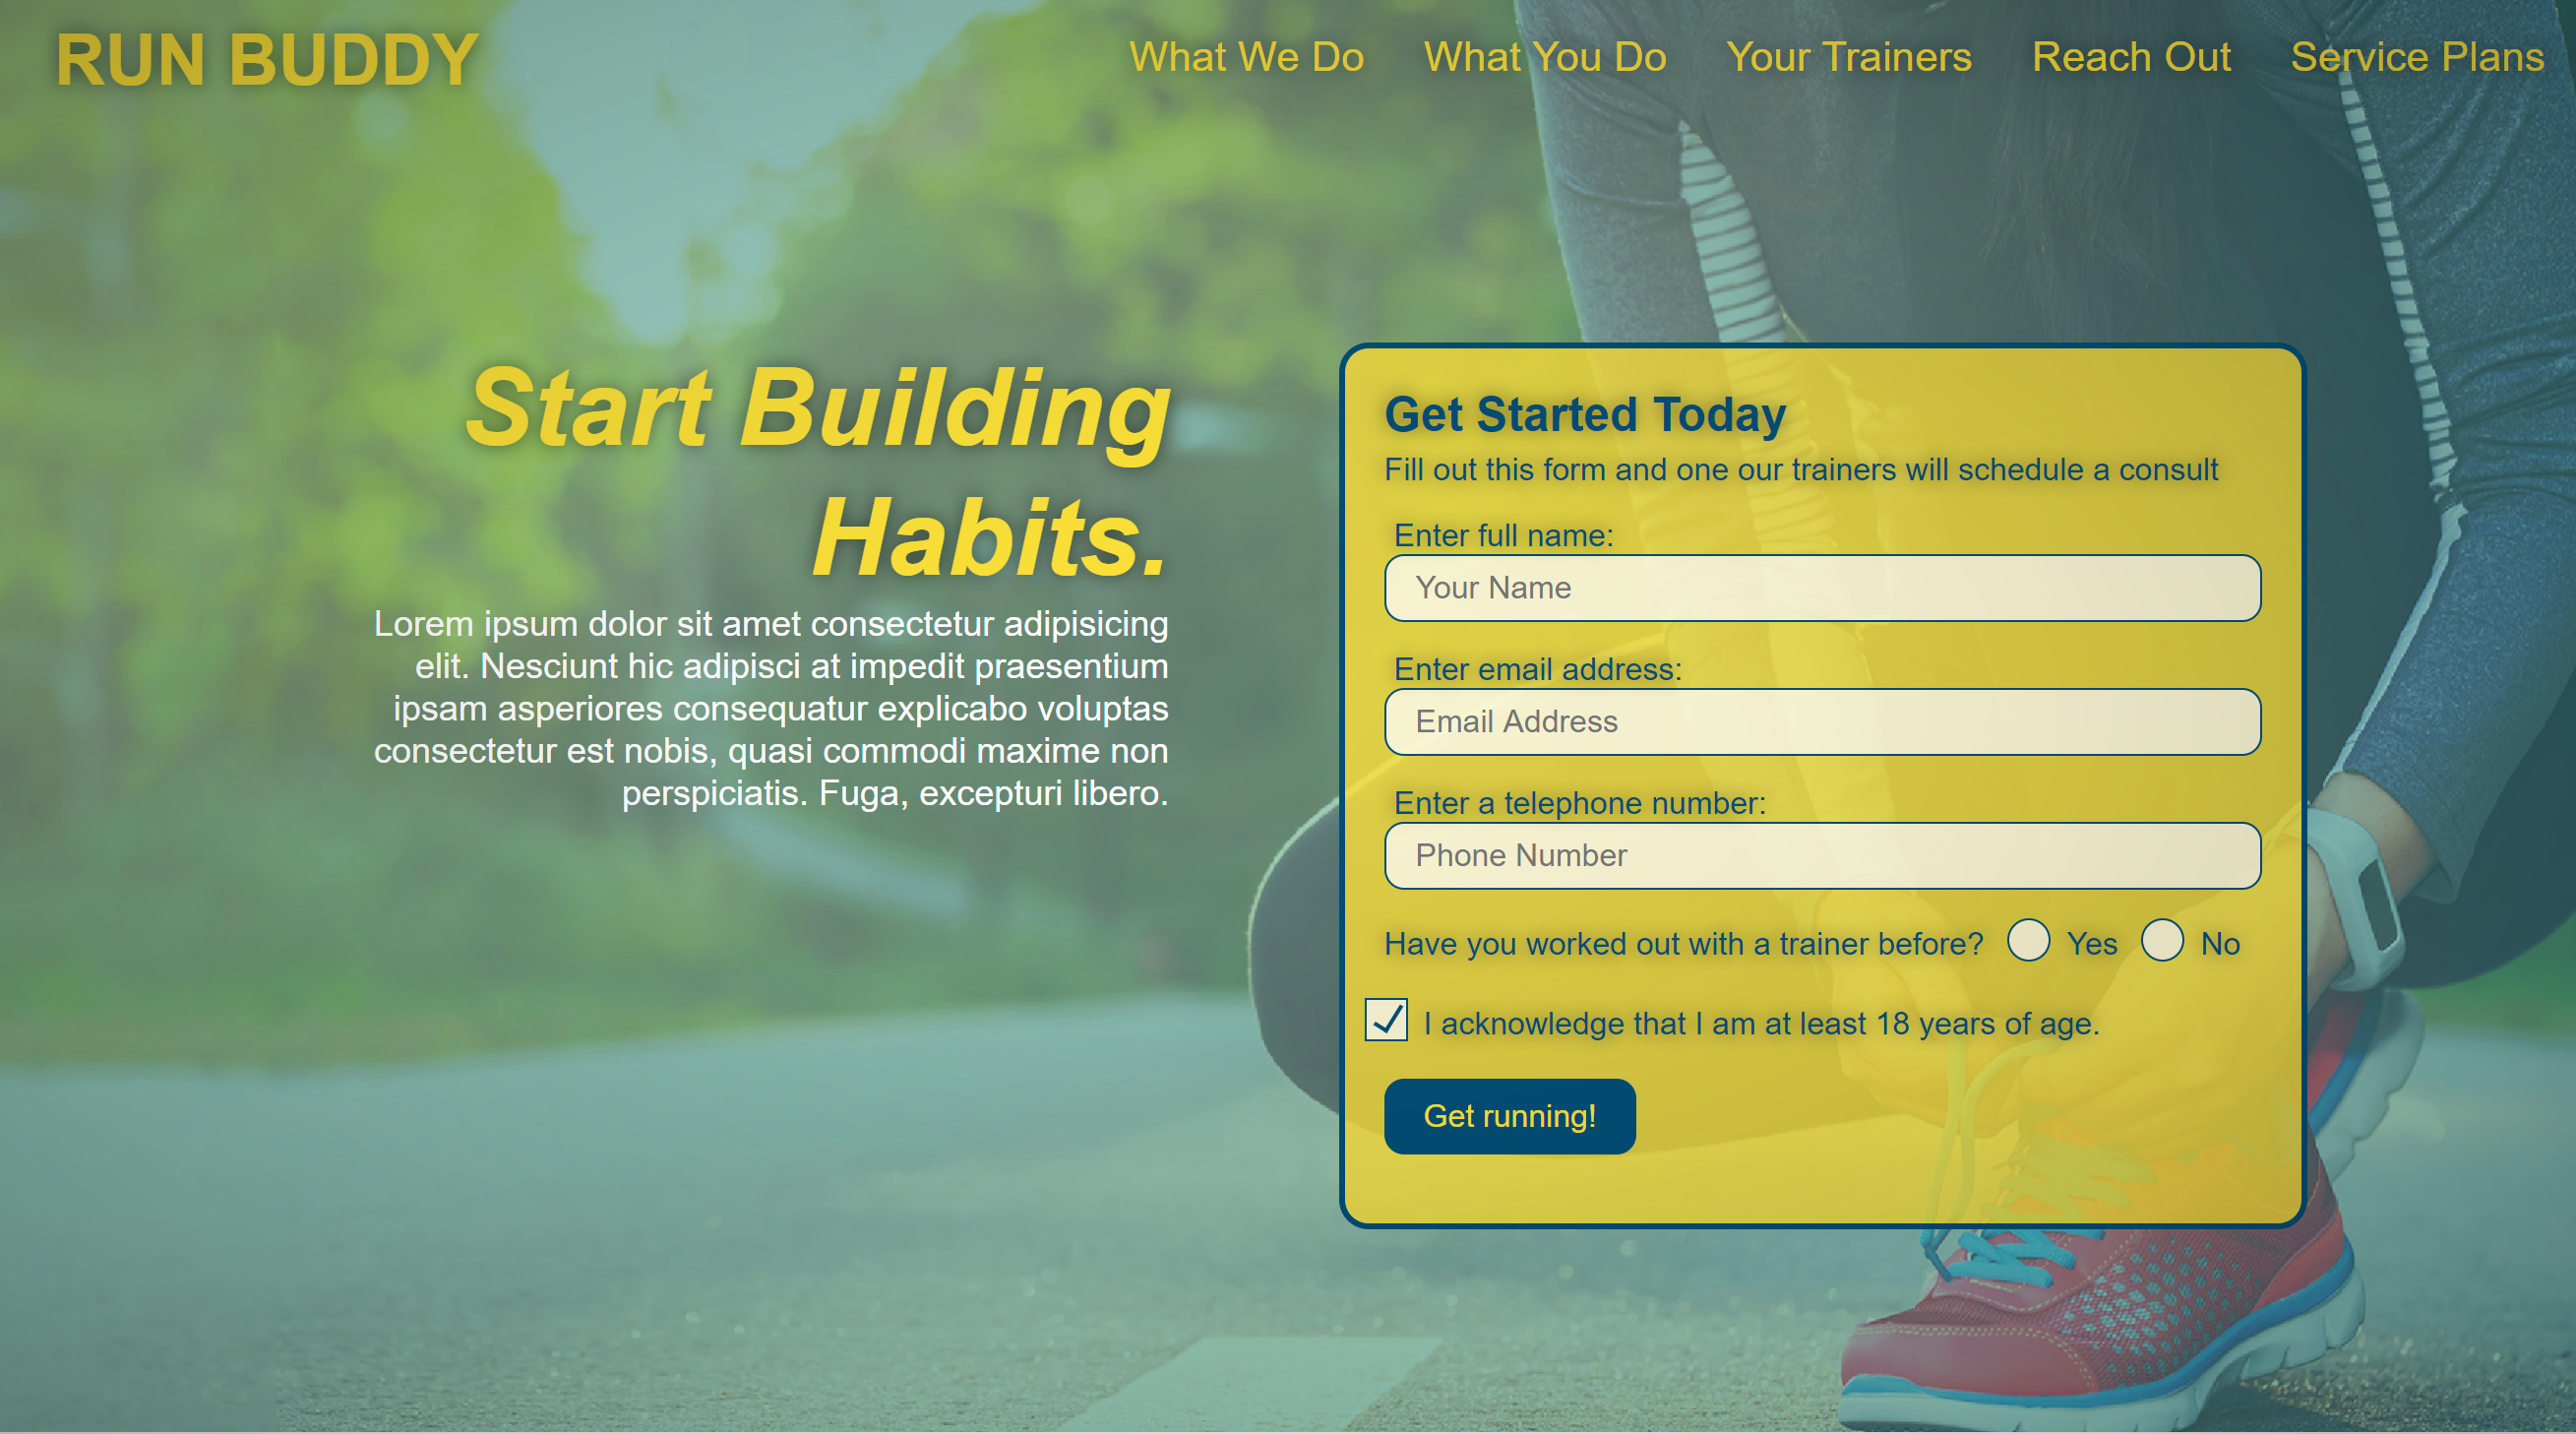 RUN BUDDY
What We Do
What You Do
Your Trainers
Reach Out
Service Plans
Start Building
Habits.
Lorem ipsum dolor sit amet consectetur adipisicing
elit. Nesciunt hic adipisci at impedit praesentium
ipsam asperiores consequatur explicabo voluptas
consectetur est nobis, quasi commodi maxime non
perspiciatis. Fuga, excepturi libero.
Get Started Today
Fill out this form and one our trainers will schedule a consult
Enter full name:
Your Name
Enter email address:
Email Address
Enter a telephone number:
Phone Number
Have you worked out with a trainer before? Yes No
I acknowledge that I am at least 18 years of age.
Get running!